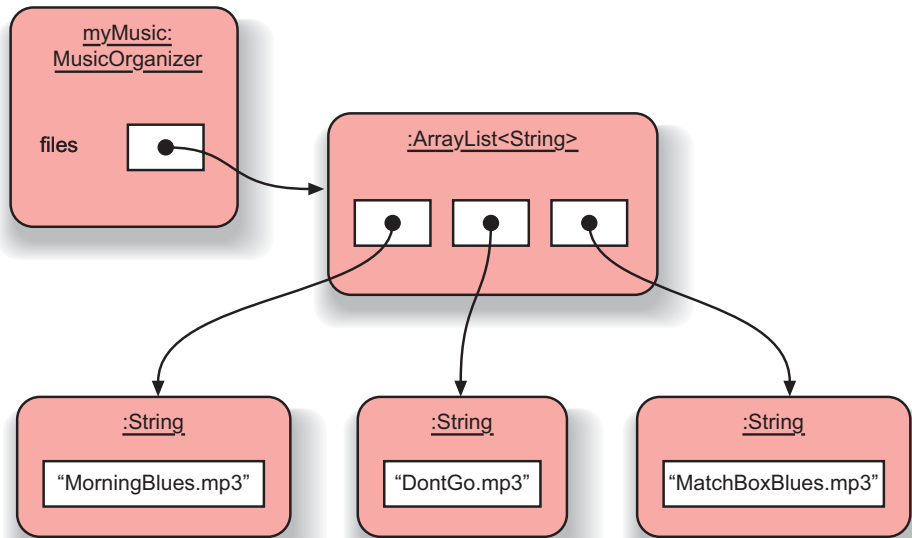 myMusic:
MusicOrganizer
files
:ArrayList<String>
:String
“MorningBlues.mp3”
:String
“DontGo.mp3”
:String
“MatchBoxBlues.mp3”